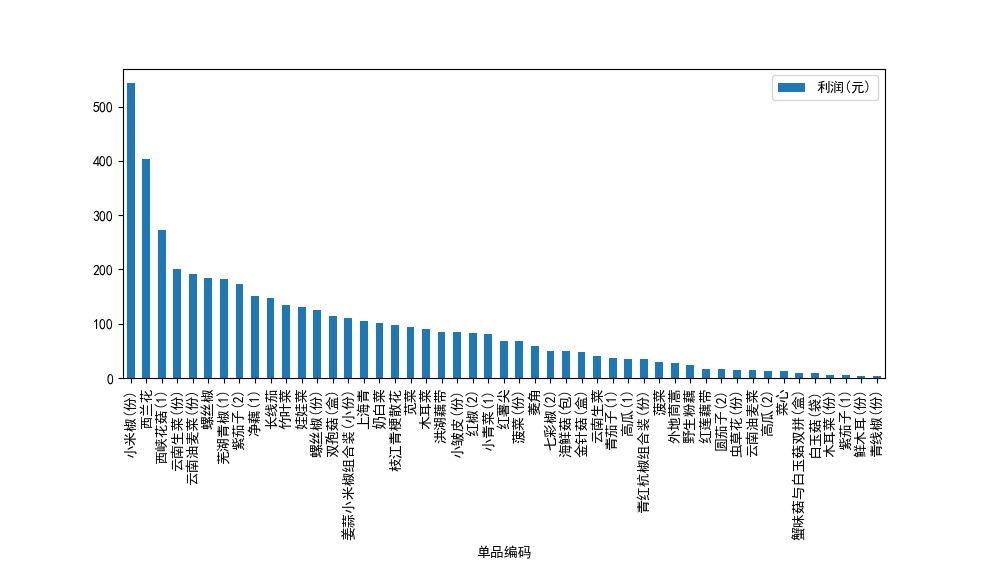 利润(元)
500
400
300
200
100
0
小米椒(份)
西兰花
西峡花菇(1)
云南生菜(份)
云南油麦菜(份)
螺丝椒
芜湖青椒(1)
紫茄子(2)
净藕(1)
长线茄
竹叶菜
娃娃菜
螺丝椒(份)
双孢菇(盒)
姜蒜小米椒组合装(小份)
上海青
奶白菜
枝江青梗散花
苋菜
木耳菜
洪湖藕带
小皱皮(份)
红椒(2)
小青菜(1)
红薯尖
菠菜(份)
菱角
七彩椒(2)
海鲜菇(包)
金针菇(盒)
云南生菜
青茄子(1)
高瓜(1)
青红杭椒组合装(份)
菠菜
外地茼蒿
野生粉藕
红莲藕带
圆茄子(2)
虫草花(份)
云南油麦菜
高瓜(2)
菜心
蟹味菇与白玉菇双拼(盒)
白玉菇(袋)
木耳菜(份)
紫茄子(1)
鲜木耳(份)
青线椒(份)
单品编码